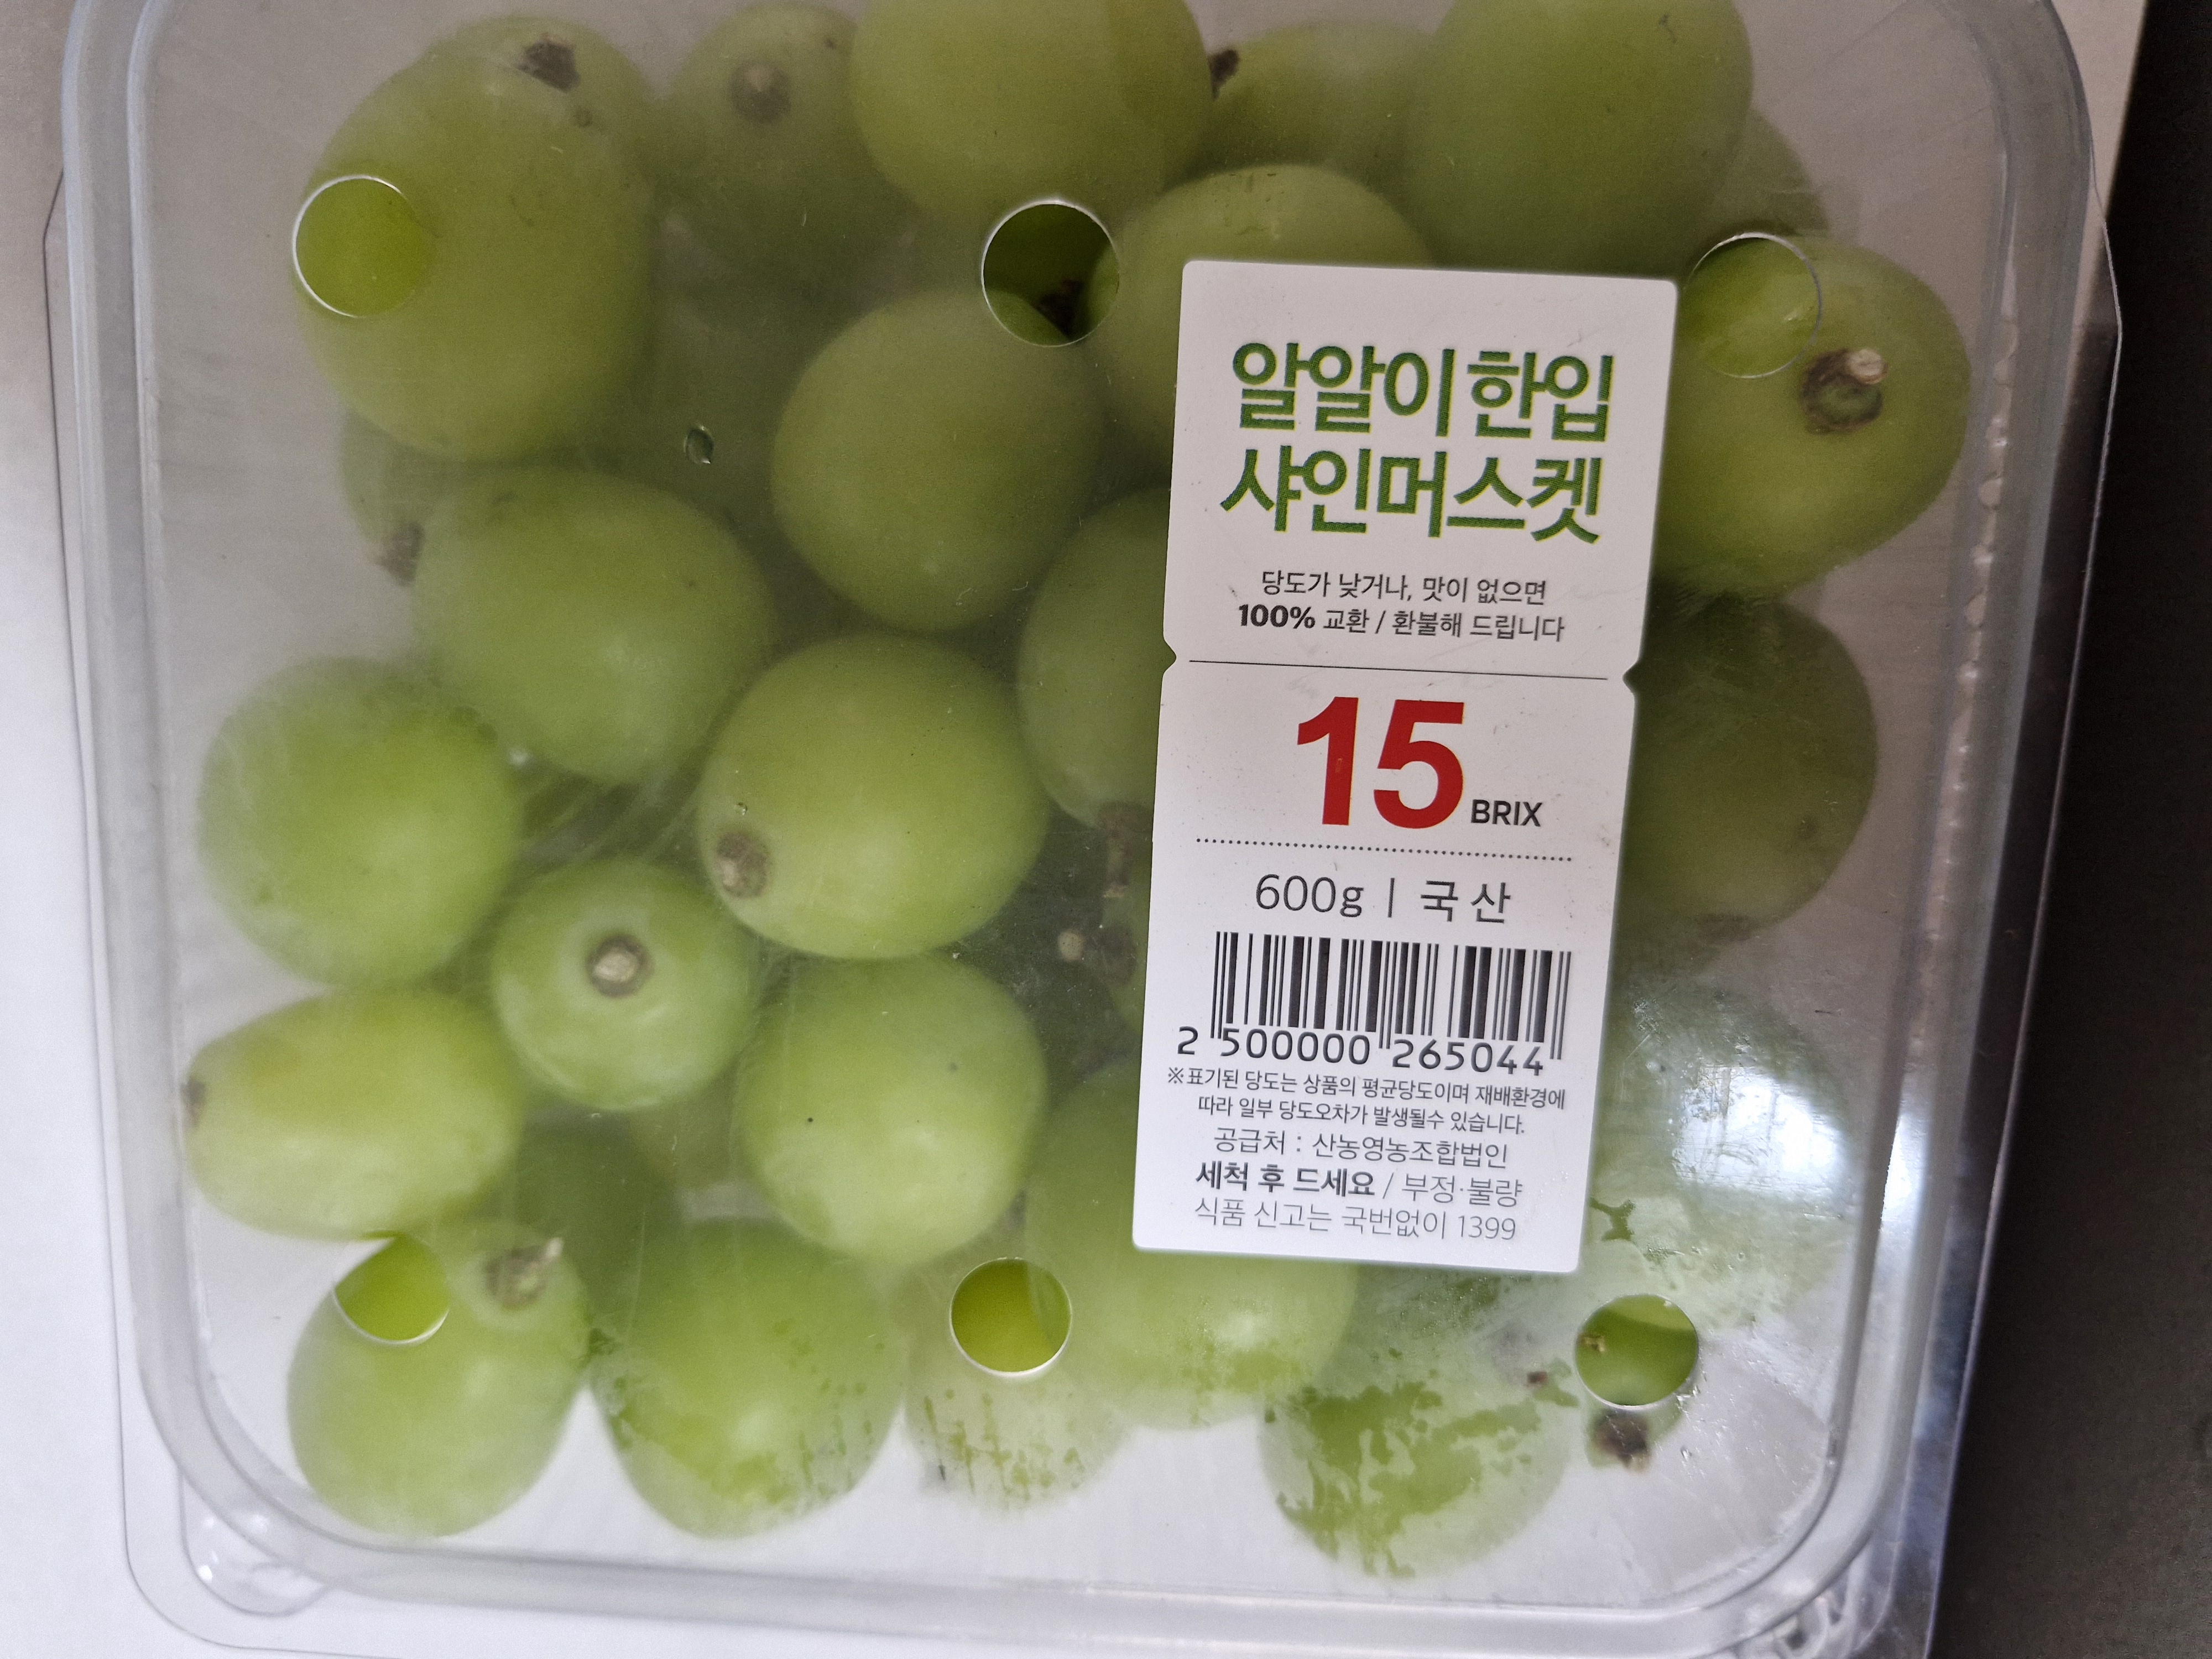 알알이 한입
샤인머스켓
당도가 낮거나, 맛이 없으면
100% 교환 / 환불해 드립니다
15 BRIX
600g | 국 산
2 500000 265044
※표기된 당도는 상품의 평균당도이며 재배환경에
따라 일부 당도오차가 발생될수 있습니다.
공급처 : 산농영농조합법인
세척 후 드세요 / 부정·불량
식품 신고는 국번없이 1399